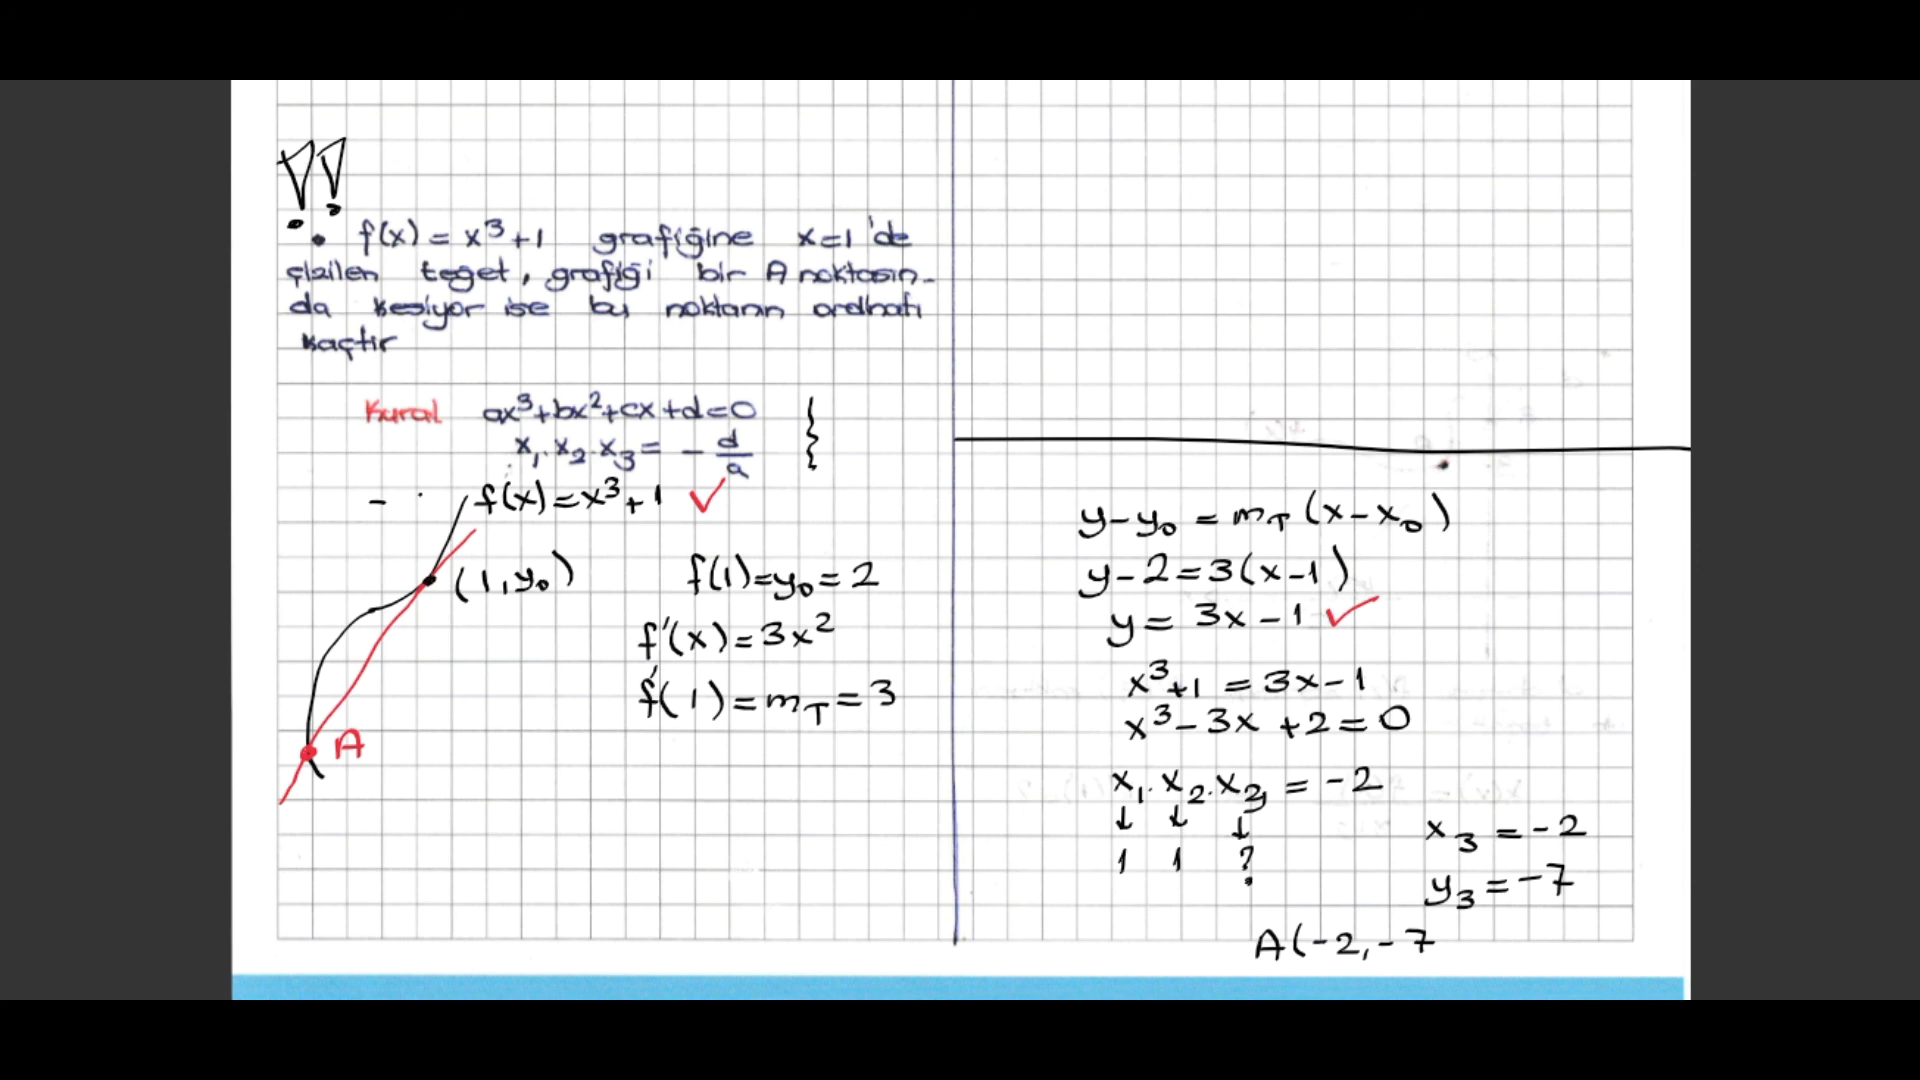 !!
• f(x) = x³+1 grafiğine x=1'de
çizilen teğet, grafiği bir A noktasın-
da kesiyor ise bu noktanın ordinatı
kaçtır
Kural ax³+bx²+cx+d=0
x₁.x₂.x₃ = - d/a
f(x)=x³+1 ✓
(1,y₀) f(1)=y₀=2
f'(x)=3x²
f'(1)=m_T=3
A
y-y₀ = m_T(x-x₀)
y-2=3(x-1)
y= 3x-1 ✓
x³+1 = 3x-1
x³-3x+2=0
x₁.x₂.x₃ = -2
↓ ↓ ↓
1 1 ?
x₃ = -2
y₃ = -7
A(-2,-7